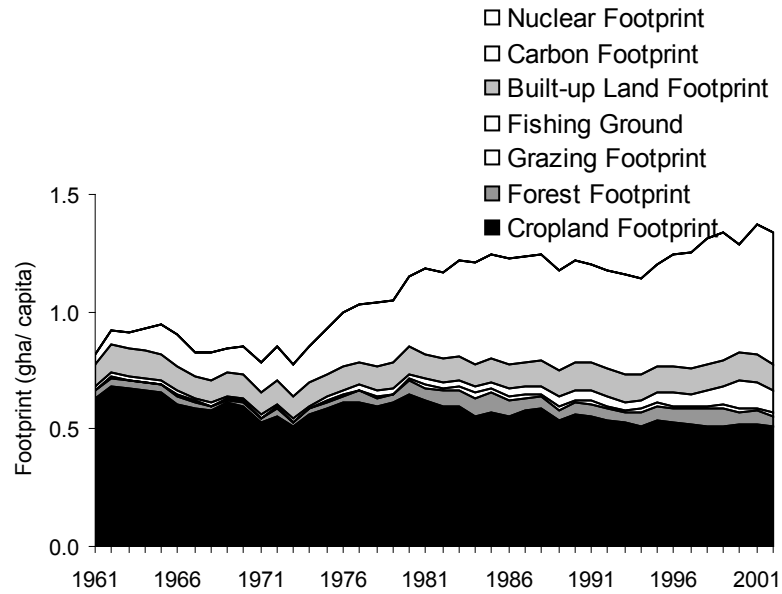 Nuclear Footprint
Carbon Footprint
Built-up Land Footprint
Fishing Ground
Grazing Footprint
Forest Footprint
Cropland Footprint
Footprint (gha/ capita)
1.5
1.0
0.5
0.0
1961 1966 1971 1976 1981 1986 1991 1996 2001